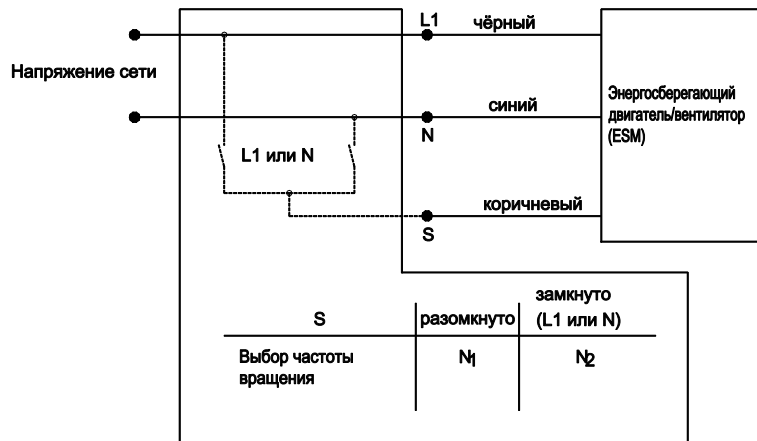 L1
чёрный
Напряжение сети
синий
Энергосберегающий
двигатель/вентилятор
(ESM)
N
L1 или N
коричневый
S
S
разомкнуто
замкнуто
(L1 или N)
Выбор частоты
вращения
N1
N2